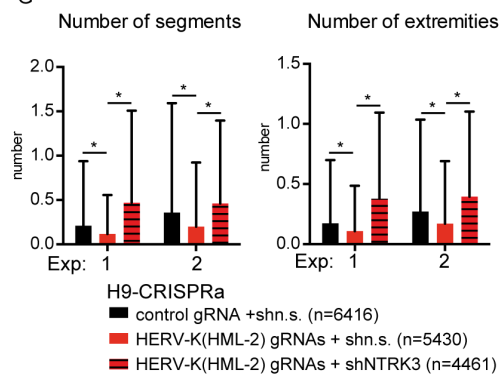 Number of segments
Number of extremities
number
2.0
1.5
1.0
0.5
0.0
* * * *
Exp: 1 2
number
1.5
1.0
0.5
0.0
* * * *
Exp: 1 2
H9-CRISPRa
control gRNA +shn.s. (n=6416)
HERV-K(HML-2) gRNAs + shn.s. (n=5430)
HERV-K(HML-2) gRNAs + shNTRK3 (n=4461)